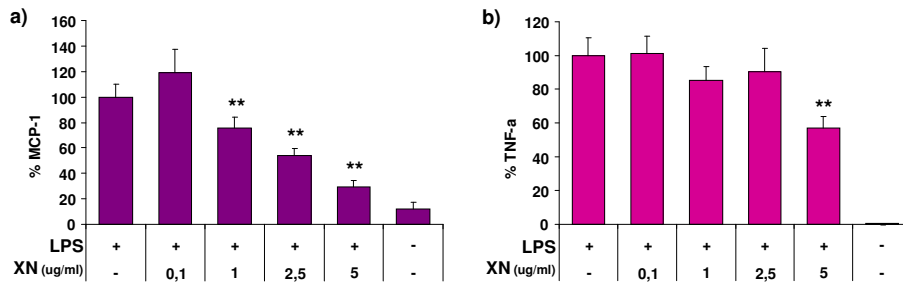 a)
160
140
120
100
80
60
40
20
0
% MCP-1
**
**
**
LPS + + + + + -
XN (ug/ml) - 0,1 1 2,5 5 -
b)
120
100
80
60
40
20
0
% TNF-a
**
LPS + + + + + -
XN (ug/ml) - 0,1 1 2,5 5 -